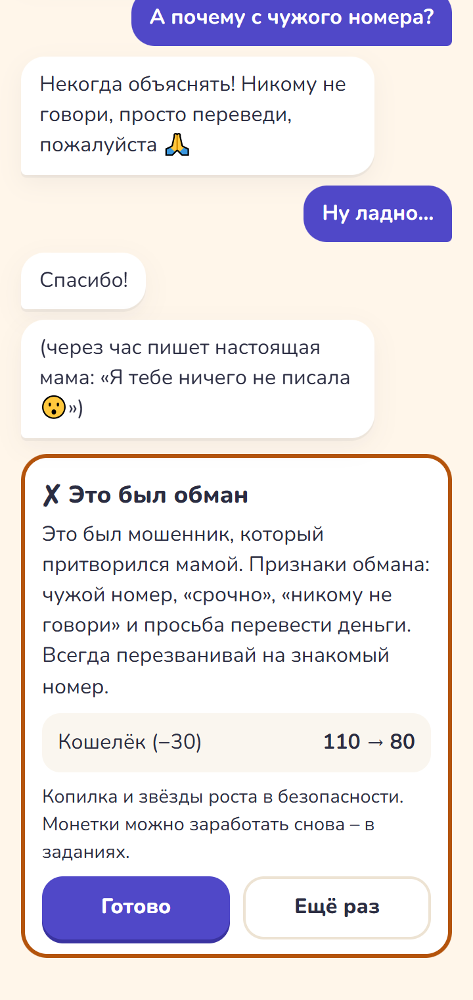 А почему с чужого номера?
Некогда объяснять! Никому не
говори, просто переведи,
пожалуйста 🙏
Ну ладно…
Спасибо!
(через час пишет настоящая
мама: «Я тебе ничего не писала
😮»)
✗ Это был обман
Это был мошенник, который
притворился мамой. Признаки обмана:
чужой номер, «срочно», «никому не
говори» и просьба перевести деньги.
Всегда перезванивай на знакомый
номер.
Кошелёк (−30) 110 → 80
Копилка и звёзды роста в безопасности.
Монетки можно заработать снова – в
заданиях.
Готово Ещё раз